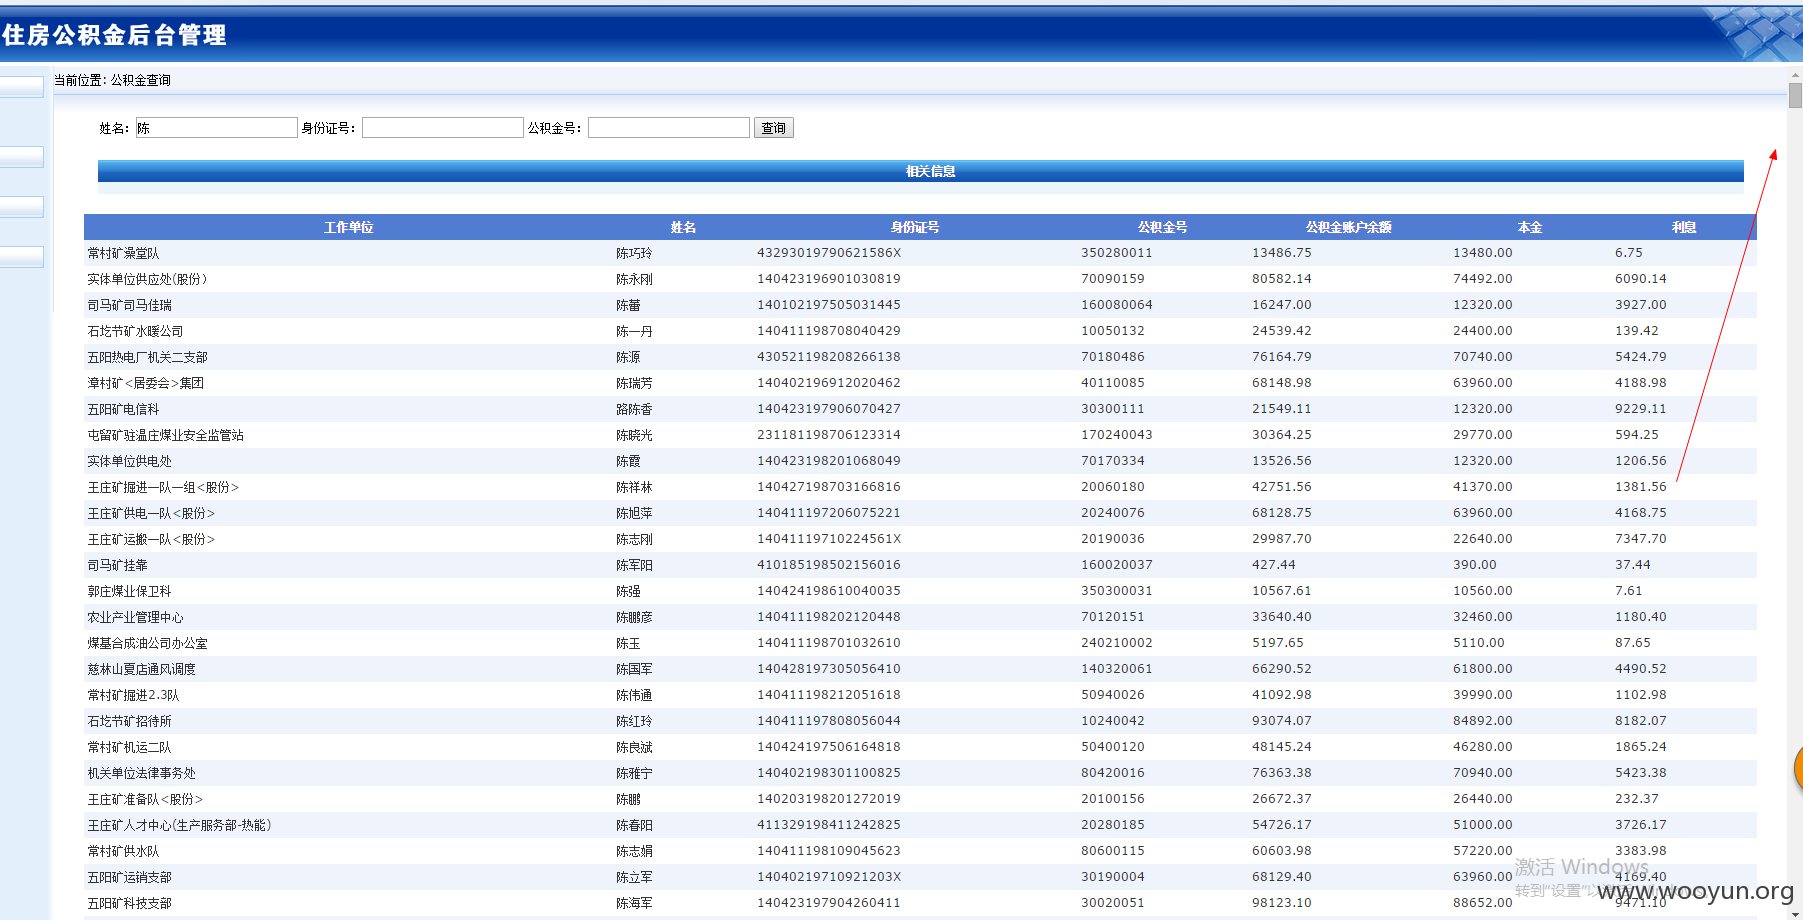 住房公积金后台管理
当前位置：公积金查询
姓名：陈 身份证号： 公积金号： 查询
相关信息
工作单位 姓名 身份证号 公积金号 公积金账户余额 本金 利息
常村矿澡堂队 陈巧玲 43293019790621586X 350280011 13486.75 13480.00 6.75
实体单位供应处(股份) 陈永刚 140423196901030819 70090159 80582.14 74492.00 6090.14
司马矿司马佳瑞 陈蕾 140102197505031445 160080064 16247.00 12320.00 3927.00
石圪节矿水暖公司 陈一丹 140411198708040429 10050132 24539.42 24400.00 139.42
五阳热电厂机关二支部 陈源 430521198208266138 70180486 76164.79 70740.00 5424.79
漳村矿<居委会>集团 陈瑞芳 140402196912020462 40110085 68148.98 63960.00 4188.98
五阳矿电信科 路陈香 140423197906070427 30300111 21549.11 12320.00 9229.11
屯留矿驻温庄煤业安全监管站 陈晓光 231181198706123314 170240043 30364.25 29770.00 594.25
实体单位供电处 陈霞 140423198201068049 70170334 13526.56 12320.00 1206.56
王庄矿掘进一队一组<股份> 陈祥林 140427198703166816 20060180 42751.56 41370.00 1381.56
王庄矿供电一队<股份> 陈旭萍 140411197206075221 20240076 68128.75 63960.00 4168.75
王庄矿运搬一队<股份> 陈志刚 14041119710224561X 20190036 29987.70 22640.00 7347.70
司马矿挂靠 陈军阳 410185198502156016 160020037 427.44 390.00 37.44
郭庄煤业保卫科 陈强 140424198610040035 350300031 10567.61 10560.00 7.61
农业产业管理中心 陈鹏彦 140411198202120448 70120151 33640.40 32460.00 1180.40
煤基合成油公司办公室 陈玉 140411198701032610 240210002 5197.65 5110.00 87.65
慈林山夏店通风调度 陈国军 140428197305056410 140320061 66290.52 61800.00 4490.52
常村矿掘进2.3队 陈伟通 140411198212051618 50940026 41092.98 39990.00 1102.98
石圪节矿招待所 陈红玲 140411197808056044 10240042 93074.07 84892.00 8182.07
常村矿机运二队 陈良斌 140424197506164818 50400120 48145.24 46280.00 1865.24
机关单位法律事务处 陈雅宁 140402198301100825 80420016 76363.38 70940.00 5423.38
王庄矿准备队<股份> 陈鹏 140203198201272019 20100156 26672.37 26440.00 232.37
王庄矿人才中心(生产服务部-热能) 陈春阳 411329198411242825 20280185 54726.17 51000.00 3726.17
常村矿供水队 陈志娟 140411198109045623 80600115 60603.98 57220.00 3383.98
五阳矿运销支部 陈立军 14040219710921203X 30190004 68129.40 63960.00 4169.40
五阳矿科技支部 陈海军 140423197904260411 30020051 98123.10 88652.00 9471.10
激活 Windows
转到"设置"以
www.wooyun.org